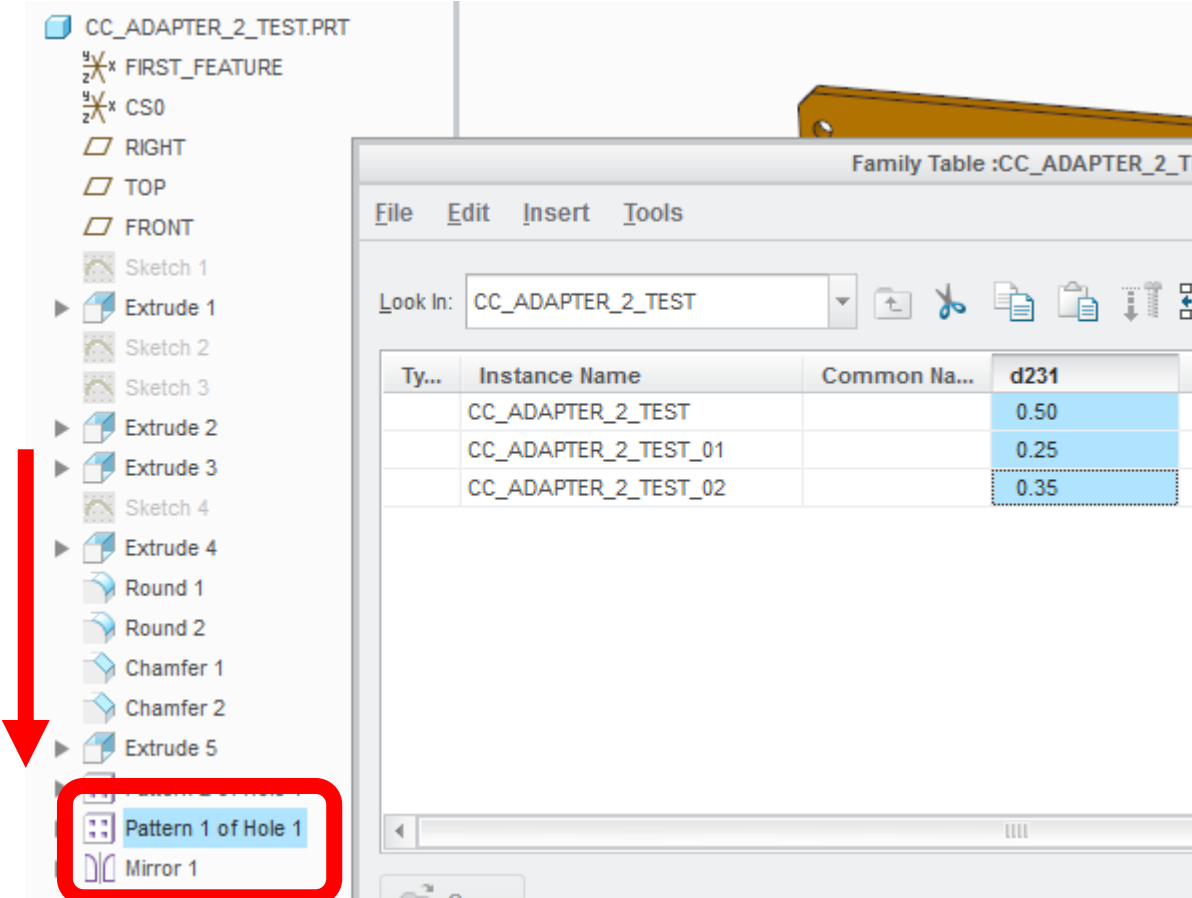 CC_ADAPTER_2_TEST.PRT
FIRST_FEATURE
CS0
RIGHT
TOP
FRONT
Sketch 1
Extrude 1
Sketch 2
Sketch 3
Extrude 2
Extrude 3
Sketch 4
Extrude 4
Round 1
Round 2
Chamfer 1
Chamfer 2
Extrude 5
Pattern 1 of Hole 1
Mirror 1
Family Table :CC_ADAPTER_2_T
File Edit Insert Tools
Look In: CC_ADAPTER_2_TEST
Ty... Instance Name Common Na... d231
CC_ADAPTER_2_TEST 0.50
CC_ADAPTER_2_TEST_01 0.25
CC_ADAPTER_2_TEST_02 0.35